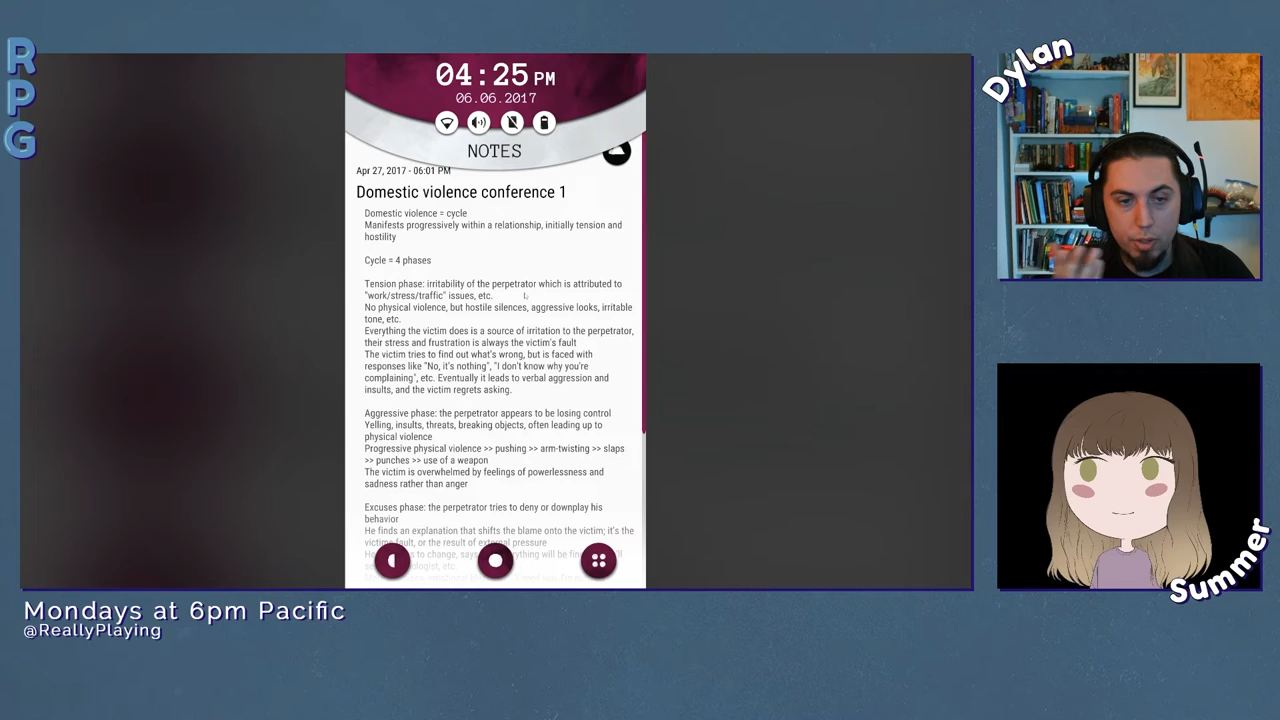 RPG
04:25 PM
06.06.2017
NOTES
Apr 27, 2017 - 06:01 PM
Domestic violence conference 1
Domestic violence = cycle
Manifests progressively within a relationship, initially tension and
hostility
Cycle = 4 phases
Tension phase: irritability of the perpetrator which is attributed to
"work/stress/traffic" issues, etc.
No physical violence, but hostile silences, aggressive looks, irritable
tone, etc.
Everything the victim does is a source of irritation to the perpetrator,
their stress and frustration is always the victim's fault
The victim tries to find out what's wrong, but is faced with
responses like "No, it's nothing", "I don't know why you're
complaining", etc. Eventually it leads to verbal aggression and
insults, and the victim regrets asking.
Aggressive phase: the perpetrator appears to be losing control
Yelling, insults, threats, breaking objects, often leading up to
physical violence
Progressive physical violence >> pushing >> arm-twisting >> slaps
>> punches >> use of a weapon
The victim is overwhelmed by feelings of powerlessness and
sadness rather than anger
Excuses phase: the perpetrator tries to deny or downplay his
behavior
He finds an explanation that shifts the blame onto the victim; it's the
victims fault, or the result of external pressure
to change, says everything will be
etc.
Dylan
Summer
Mondays at 6pm Pacific
@ReallyPlaying